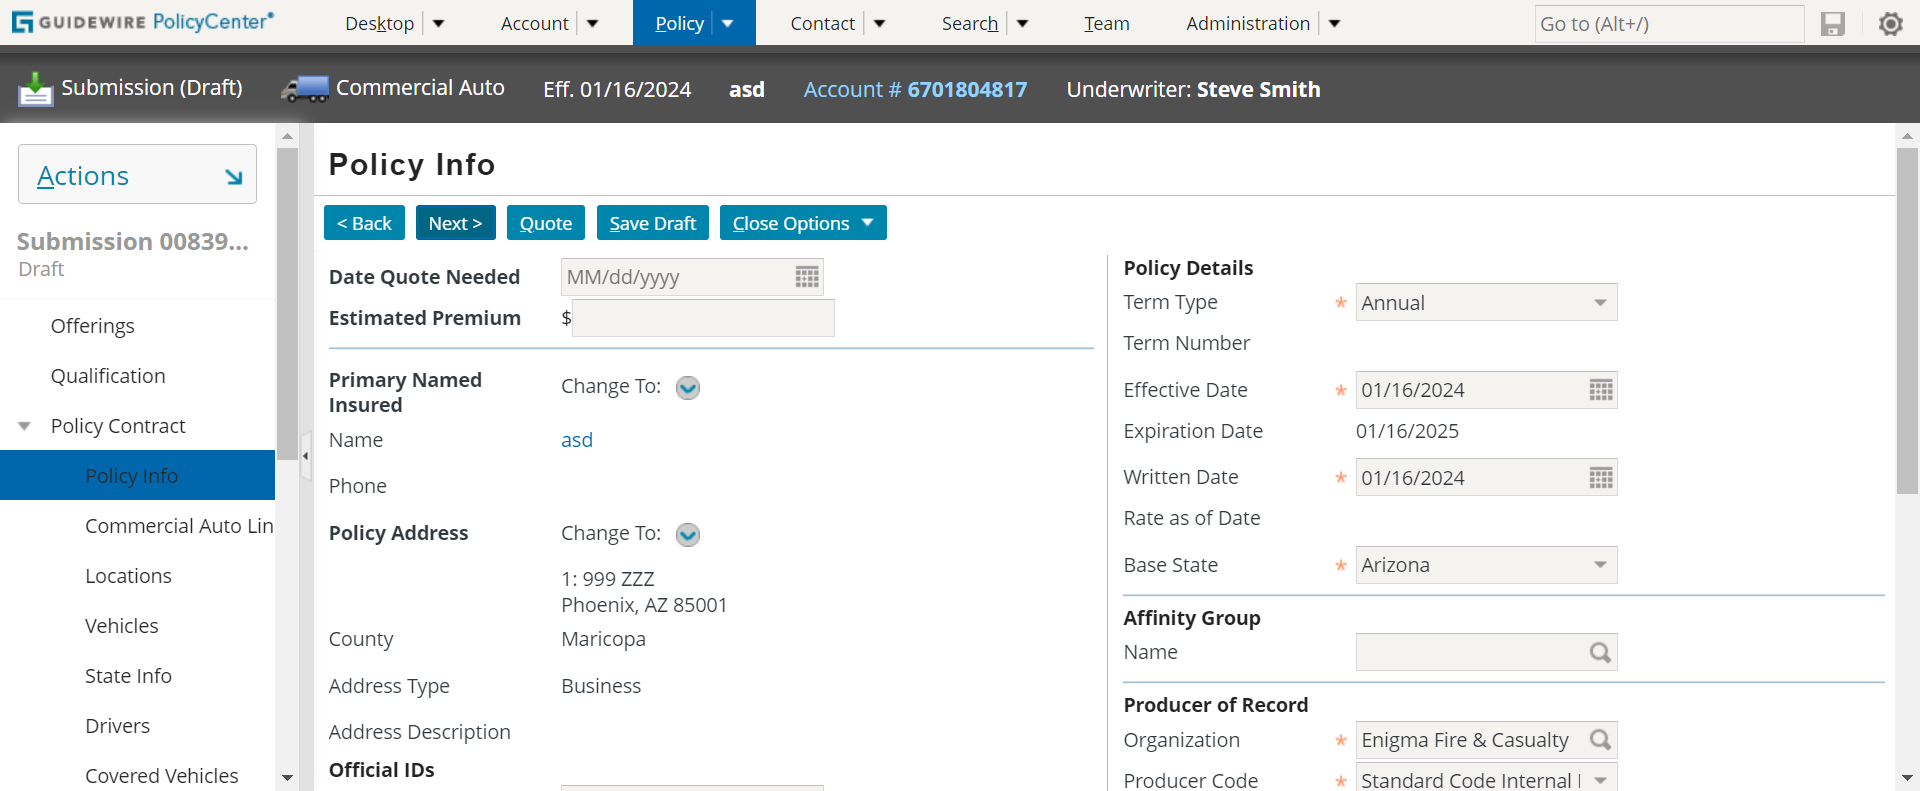 GUIDEWIRE PolicyCenter®
Desktop
Account
Policy
Contact
Search
Team
Administration
Go to (Alt+/)
Submission (Draft)
Commercial Auto
Eff. 01/16/2024
asd
Account # 6701804817
Underwriter: Steve Smith
Actions
Submission 00839...
Draft
Offerings
Qualification
Policy Contract
Policy Info
Commercial Auto Lin
Locations
Vehicles
State Info
Drivers
Covered Vehicles
Policy Info
< Back
Next >
Quote
Save Draft
Close Options
Date Quote Needed
MM/dd/yyyy
Estimated Premium
$
Primary Named
Insured
Change To:
Name
asd
Phone
Policy Address
Change To:
1: 999 ZZZ
Phoenix, AZ 85001
County
Maricopa
Address Type
Business
Address Description
Official IDs
Policy Details
Term Type
* Annual
Term Number
Effective Date
* 01/16/2024
Expiration Date
01/16/2025
Written Date
* 01/16/2024
Rate as of Date
Base State
* Arizona
Affinity Group
Name
Producer of Record
Organization
* Enigma Fire & Casualty
Producer Code
* Standard Code Internal